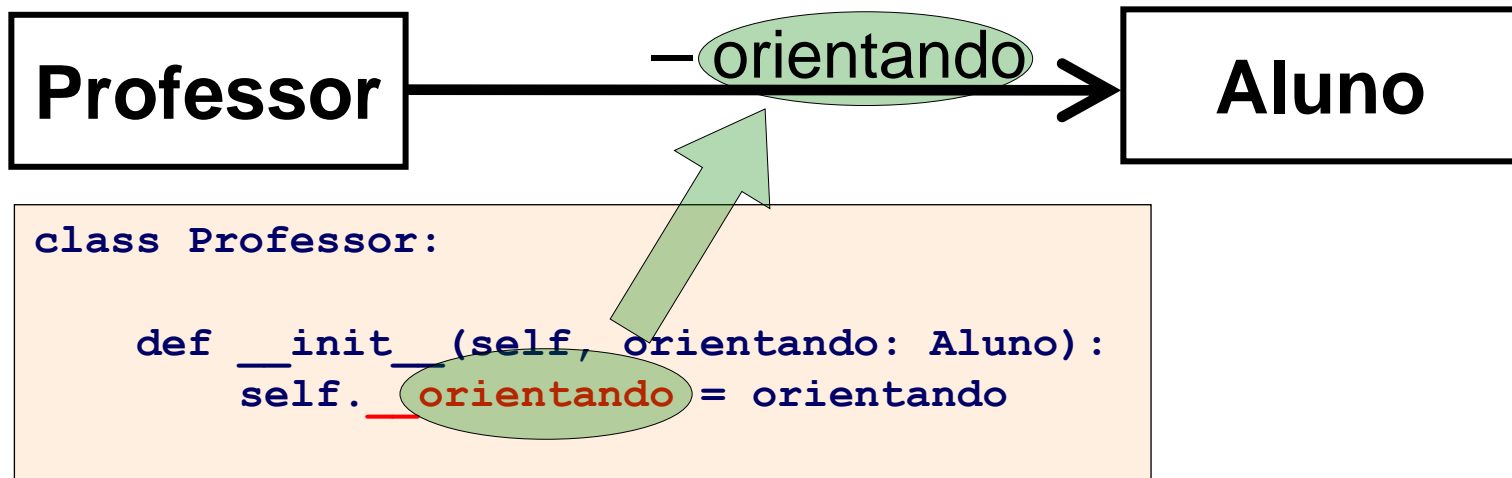 – orientando
Professor
Aluno
class Professor:
def __init__(self, orientando: Aluno):
self.__orientando = orientando